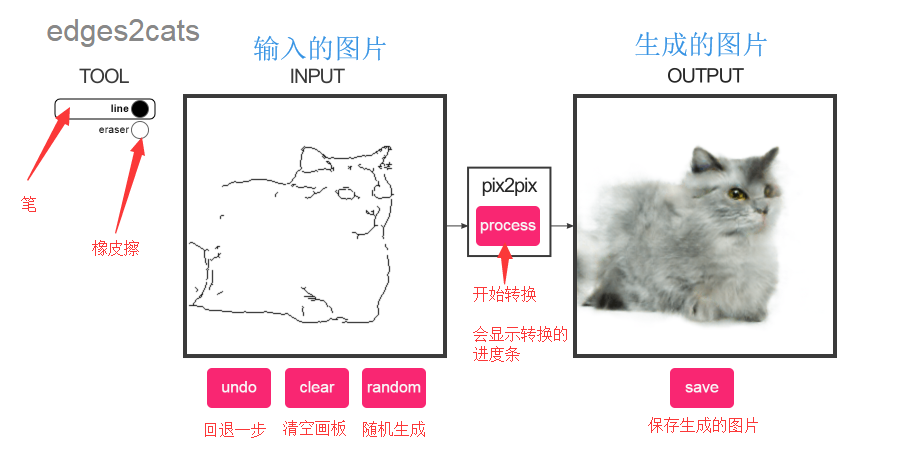 edges2cats
输入的图片
生成的图片
TOOL
INPUT
OUTPUT
line
eraser
笔
橡皮擦
pix2pix
process
开始转换
会显示转换的
进度条
undo
clear
random
save
回退一步
清空画板
随机生成
保存生成的图片